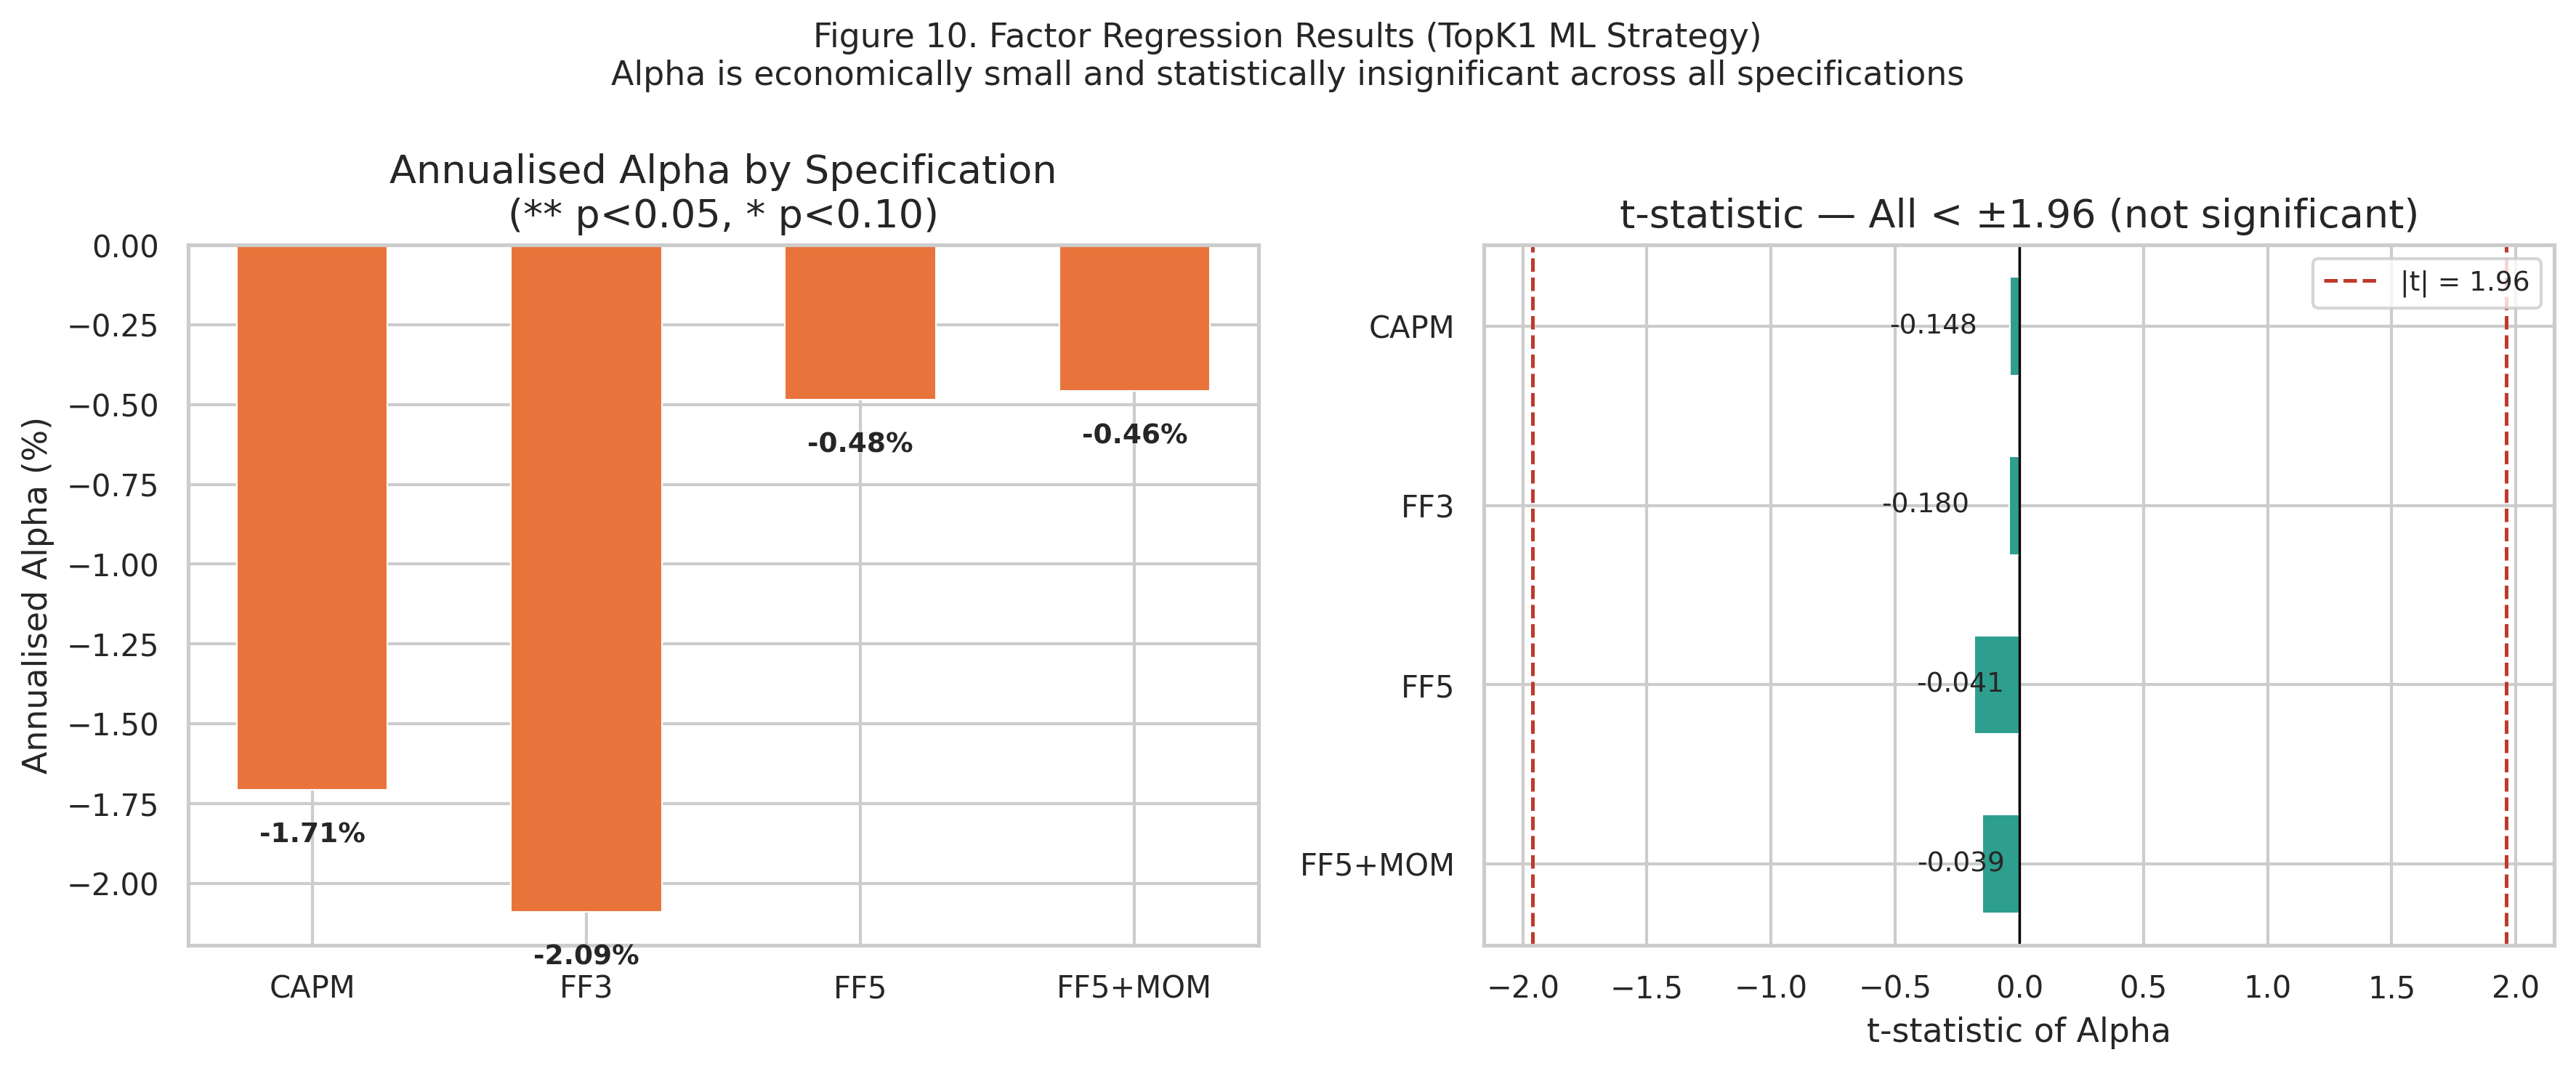 Figure 10. Factor Regression Results (TopK1 ML Strategy)
Alpha is economically small and statistically insignificant across all specifications
Annualised Alpha by Specification
(** p<0.05, * p<0.10)
Annualised Alpha (%)
0.00
−0.25
−0.50
−0.75
−1.00
−1.25
−1.50
−1.75
−2.00
-1.71%
-2.09%
-0.48%
-0.46%
CAPM
FF3
FF5
FF5+MOM
t-statistic — All < ±1.96 (not significant)
|t| = 1.96
CAPM
-0.148
FF3
-0.180
FF5
-0.041
FF5+MOM
-0.039
−2.0
−1.5
−1.0
−0.5
0.0
0.5
1.0
1.5
2.0
t-statistic of Alpha